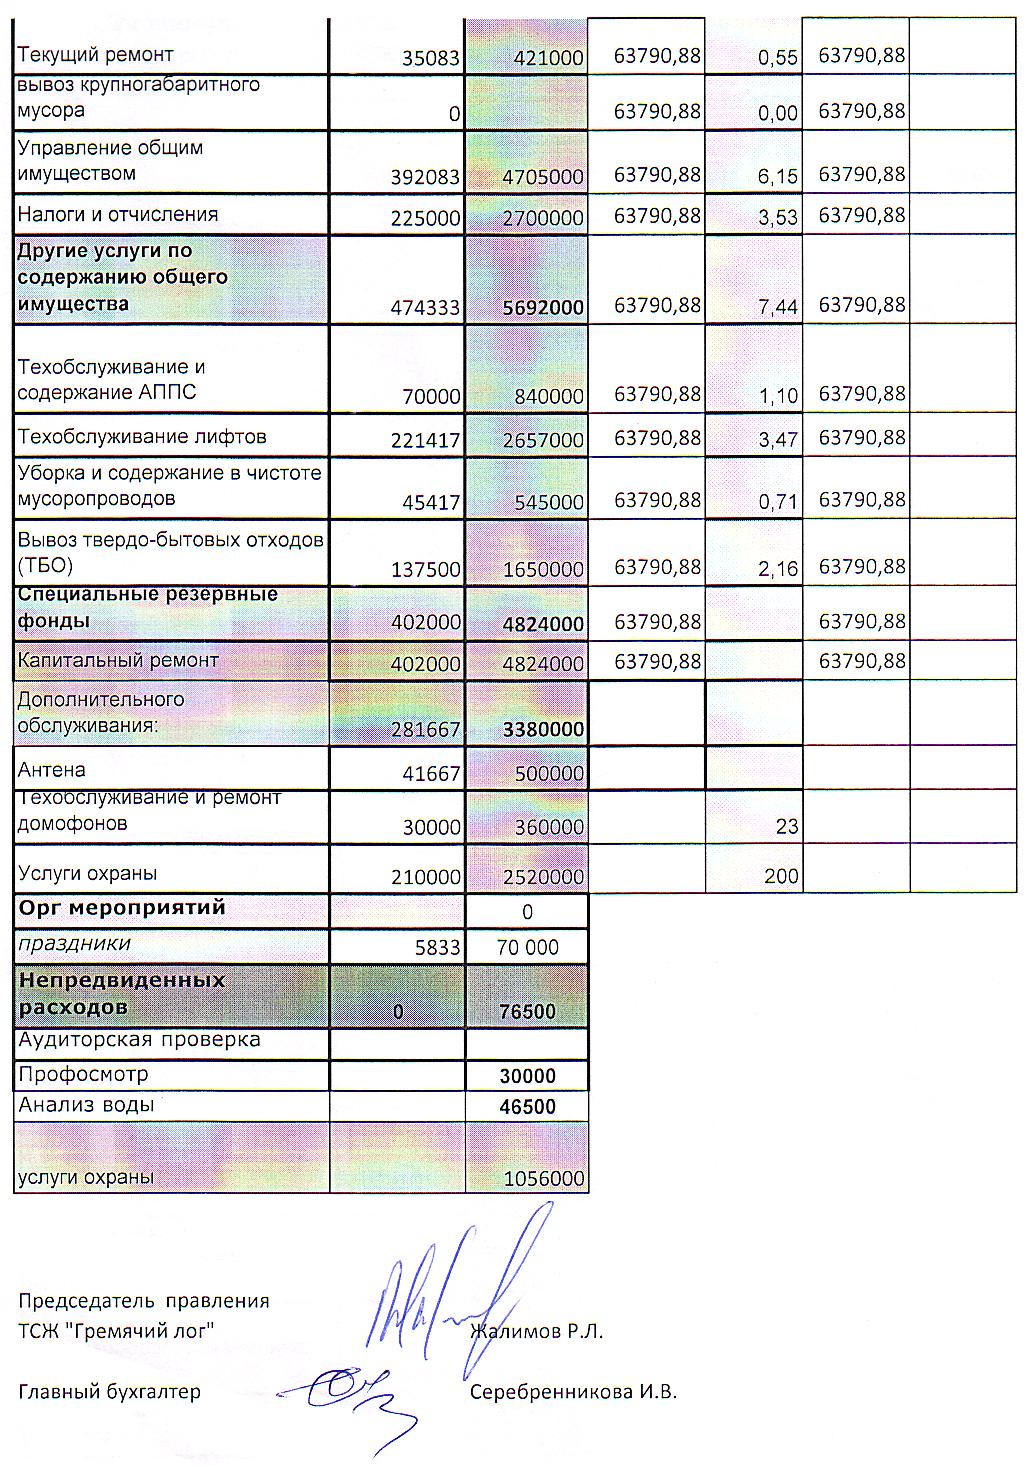 Текущий ремонт 35083 421000 63790,88 0,55 63790,88
вывоз крупногабаритного
мусора 0 63790,88 0,00 63790,88
Управление общим
имуществом 392083 4705000 63790,88 6,15 63790,88
Налоги и отчисления 225000 2700000 63790,88 3,53 63790,88
Другие услуги по
содержанию общего
имущества 474333 5692000 63790,88 7,44 63790,88
Техобслуживание и
содержание АППС 70000 840000 63790,88 1,10 63790,88
Техобслуживание лифтов 221417 2657000 63790,88 3,47 63790,88
Уборка и содержание в чистоте
мусоропроводов 45417 545000 63790,88 0,71 63790,88
Вывоз твердо-бытовых отходов
(ТБО) 137500 1650000 63790,88 2,16 63790,88
Специальные резервные
фонды 402000 4824000 63790,88 63790,88
Капитальный ремонт 402000 4824000 63790,88 63790,88
Дополнительного
обслуживания: 281667 3380000
Антена 41667 500000
Техобслуживание и ремонт
домофонов 30000 360000 23
Услуги охраны 210000 2520000 200
Орг мероприятий 0
праздники 5833 70 000
Непредвиденных
расходов 0 76500
Аудиторская проверка
Профосмотр 30000
Анализ воды 46500
услуги охраны 1056000
Председатель правления
ТСЖ "Гремячий лог" Жалимов Р.Л.
Главный бухгалтер Серебренникова И.В.